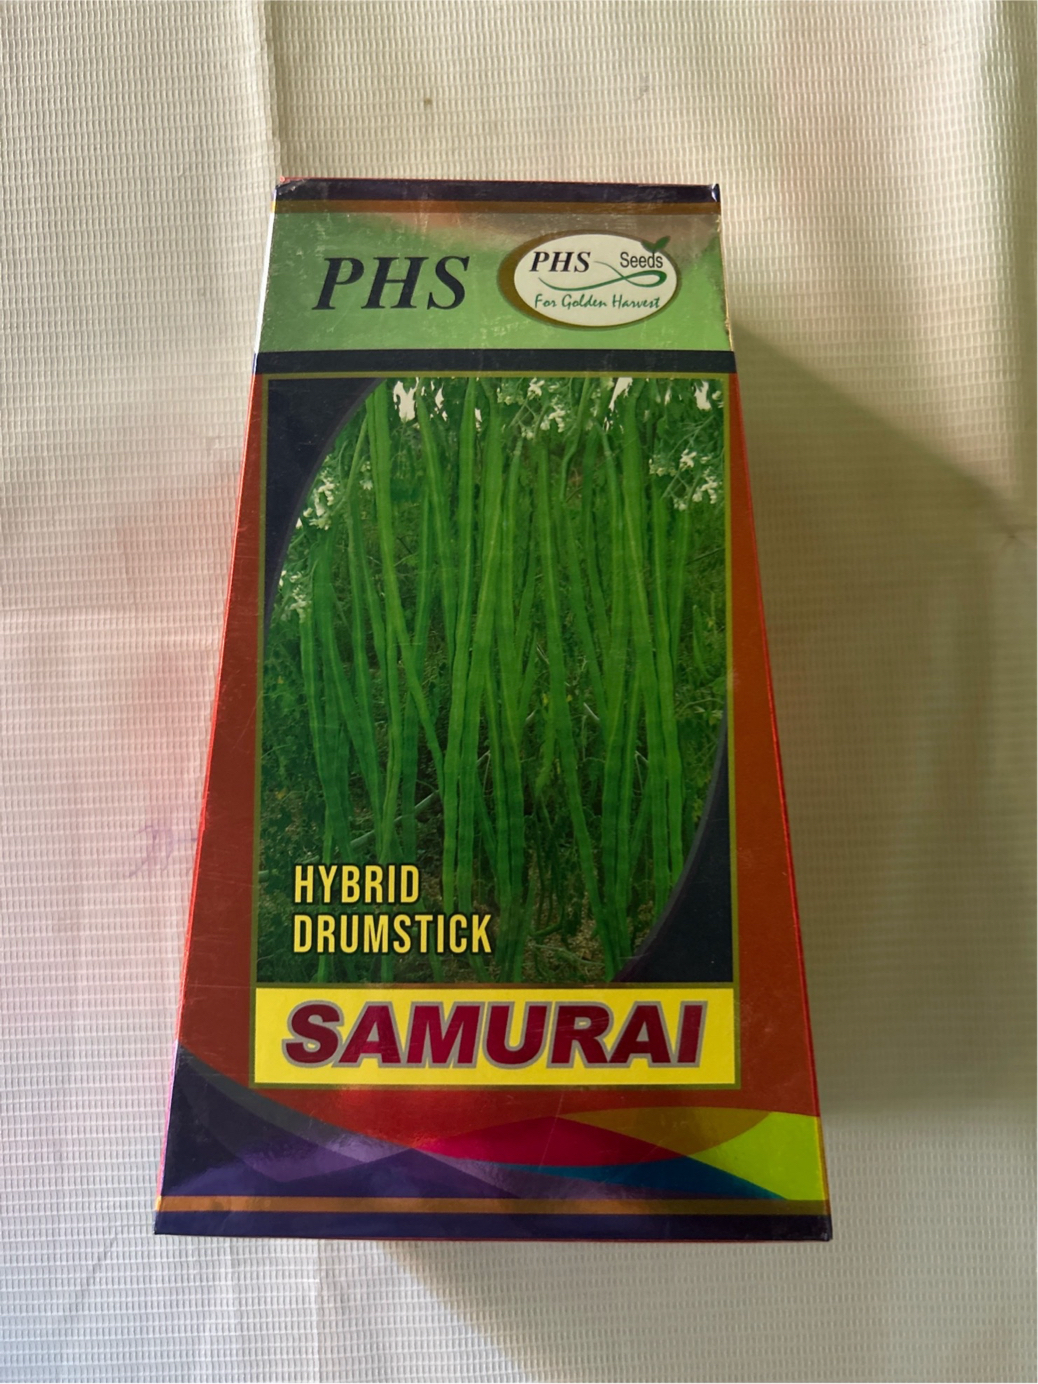 PHS
PHS Seeds
For Golden Harvest
HYBRID
DRUMSTICK
SAMURAI